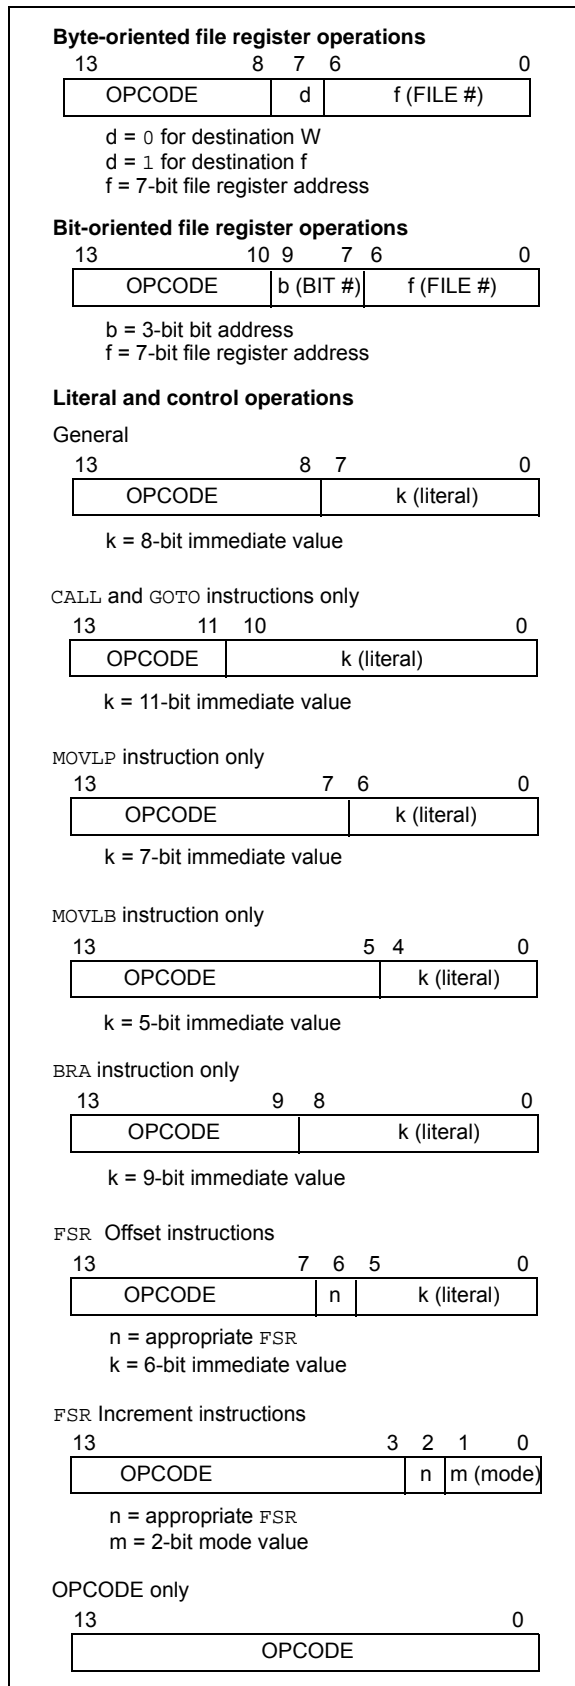 Byte-oriented file register operations
13 8 7 6 0
OPCODE d f (FILE #)
d = 0 for destination W
d = 1 for destination f
f = 7-bit file register address
Bit-oriented file register operations
13 10 9 7 6 0
OPCODE b (BIT #) f (FILE #)
b = 3-bit bit address
f = 7-bit file register address
Literal and control operations
General
13 8 7 0
OPCODE k (literal)
k = 8-bit immediate value
CALL and GOTO instructions only
13 11 10 0
OPCODE k (literal)
k = 11-bit immediate value
MOVLP instruction only
13 7 6 0
OPCODE k (literal)
k = 7-bit immediate value
MOVLB instruction only
13 5 4 0
OPCODE k (literal)
k = 5-bit immediate value
BRA instruction only
13 9 8 0
OPCODE k (literal)
k = 9-bit immediate value
FSR Offset instructions
13 7 6 5 0
OPCODE n k (literal)
n = appropriate FSR
k = 6-bit immediate value
FSR Increment instructions
13 3 2 1 0
OPCODE n m (mode)
n = appropriate FSR
m = 2-bit mode value
OPCODE only
13 0
OPCODE